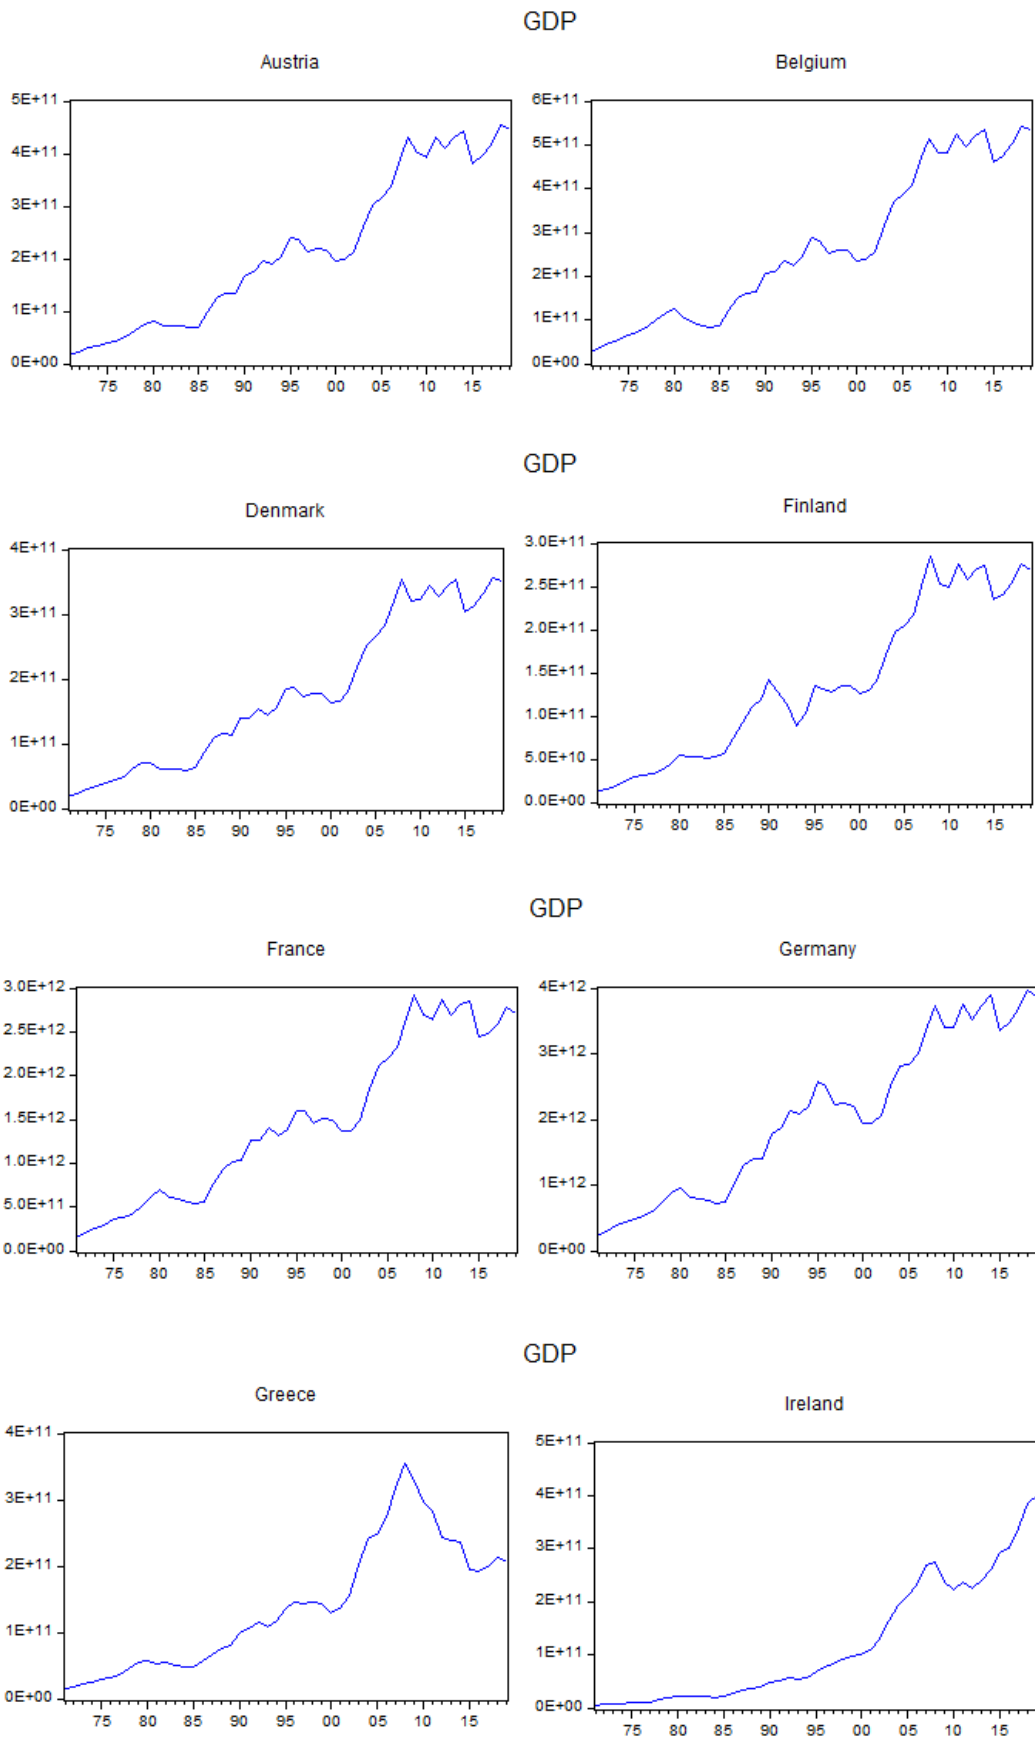 GDP
Austria Belgium
5E+11
4E+11
3E+11
2E+11
1E+11
0E+00
75 80 85 90 95 00 05 10 15
6E+11
5E+11
4E+11
3E+11
2E+11
1E+11
0E+00
75 80 85 90 95 00 05 10 15
GDP
Denmark Finland
4E+11
3E+11
2E+11
1E+11
0E+00
75 80 85 90 95 00 05 10 15
3.0E+11
2.5E+11
2.0E+11
1.5E+11
1.0E+11
5.0E+10
0.0E+00
75 80 85 90 95 00 05 10 15
GDP
France Germany
3.0E+12
2.5E+12
2.0E+12
1.5E+12
1.0E+12
5.0E+11
0.0E+00
75 80 85 90 95 00 05 10 15
4E+12
3E+12
2E+12
1E+12
0E+00
75 80 85 90 95 00 05 10 15
GDP
Greece Ireland
4E+11
3E+11
2E+11
1E+11
0E+00
75 80 85 90 95 00 05 10 15
5E+11
4E+11
3E+11
2E+11
1E+11
0E+00
75 80 85 90 95 00 05 10 15